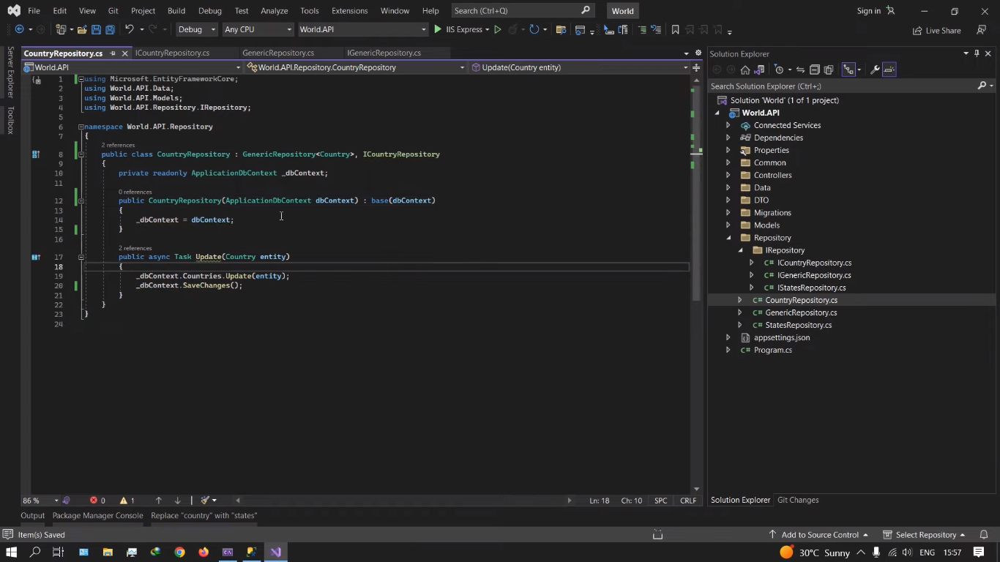 File Edit View Git Project Build Debug Test Analyze Tools Extensions Window Help Search (Ctrl+Q) World Sign in
Debug Any CPU World.API IIS Express Live Share
CountryRepository.cs ICountryRepository.cs GenericRepository.cs IGenericRepository.cs
World.API World.API.Repository.CountryRepository Update(Country entity)
Server Explorer
Toolbox
1 using Microsoft.EntityFrameworkCore;
2 using World.API.Data;
3 using World.API.Models;
4 using World.API.Repository.IRepository;
5
6 namespace World.API.Repository
7 {
2 references
8 public class CountryRepository : GenericRepository<Country>, ICountryRepository
9 {
10 private readonly ApplicationDbContext _dbContext;
11
0 references
12 public CountryRepository(ApplicationDbContext dbContext) : base(dbContext)
13 {
14 _dbContext = dbContext;
15 }
16
2 references
17 public async Task Update(Country entity)
18 {
19 _dbContext.Countries.Update(entity);
20 _dbContext.SaveChanges();
21 }
22 }
23 }
24
86 % 0 1 Ln: 18 Ch: 10 SPC CRLF
Solution Explorer
Search Solution Explorer (Ctrl+;)
Solution 'World' (1 of 1 project)
World.API
Connected Services
Dependencies
Properties
Common
Controllers
Data
DTO
Migrations
Models
Repository
IRepository
C# ICountryRepository.cs
C# IGenericRepository.cs
C# IStatesRepository.cs
C# CountryRepository.cs
C# GenericRepository.cs
C# StatesRepository.cs
appsettings.json
C# Program.cs
Solution Explorer Git Changes
Output Package Manager Console Replace "country" with "states"
Item(s) Saved Add to Source Control Select Repository
30°C Sunny ENG 15:57